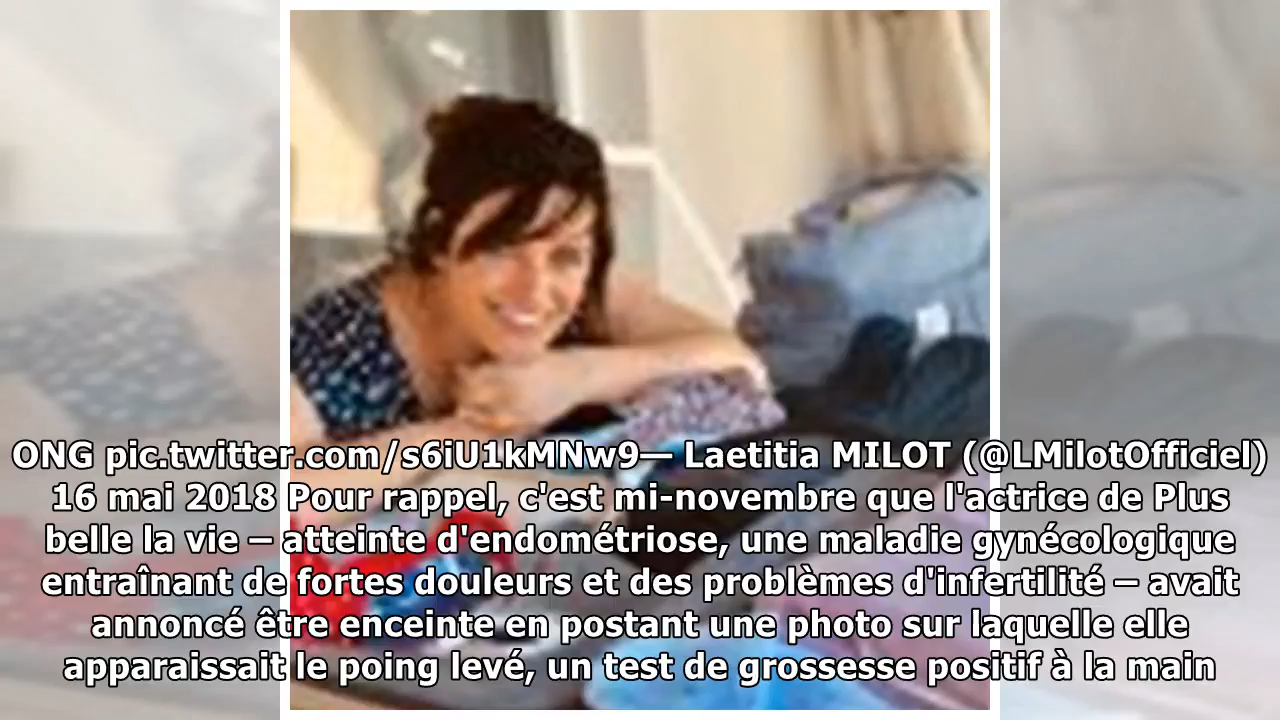 ONG pic.twitter.com/s6iU1kMNw9— Laetitia MILOT (@LMilotOfficiel)
16 mai 2018 Pour rappel, c'est mi-novembre que l'actrice de Plus
belle la vie – atteinte d'endométriose, une maladie gynécologique
entraînant de fortes douleurs et des problèmes d'infertilité – avait
annoncé être enceinte en postant une photo sur laquelle elle
apparaissait le poing levé, un test de grossesse positif à la main